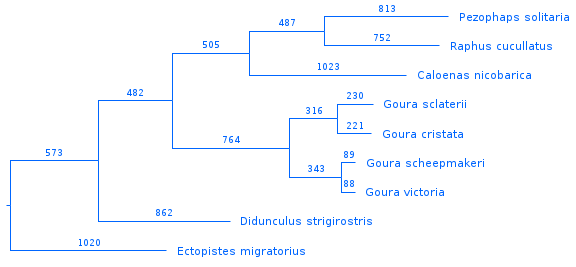 813
Pezophaps solitaria
487
752
Raphus cucullatus
505
1023
Caloenas nicobarica
482
230
Goura sclaterii
316
221
Goura cristata
764
89
Goura scheepmakeri
573
343
88
Goura victoria
862
Didunculus strigirostris
1020
Ectopistes migratorius